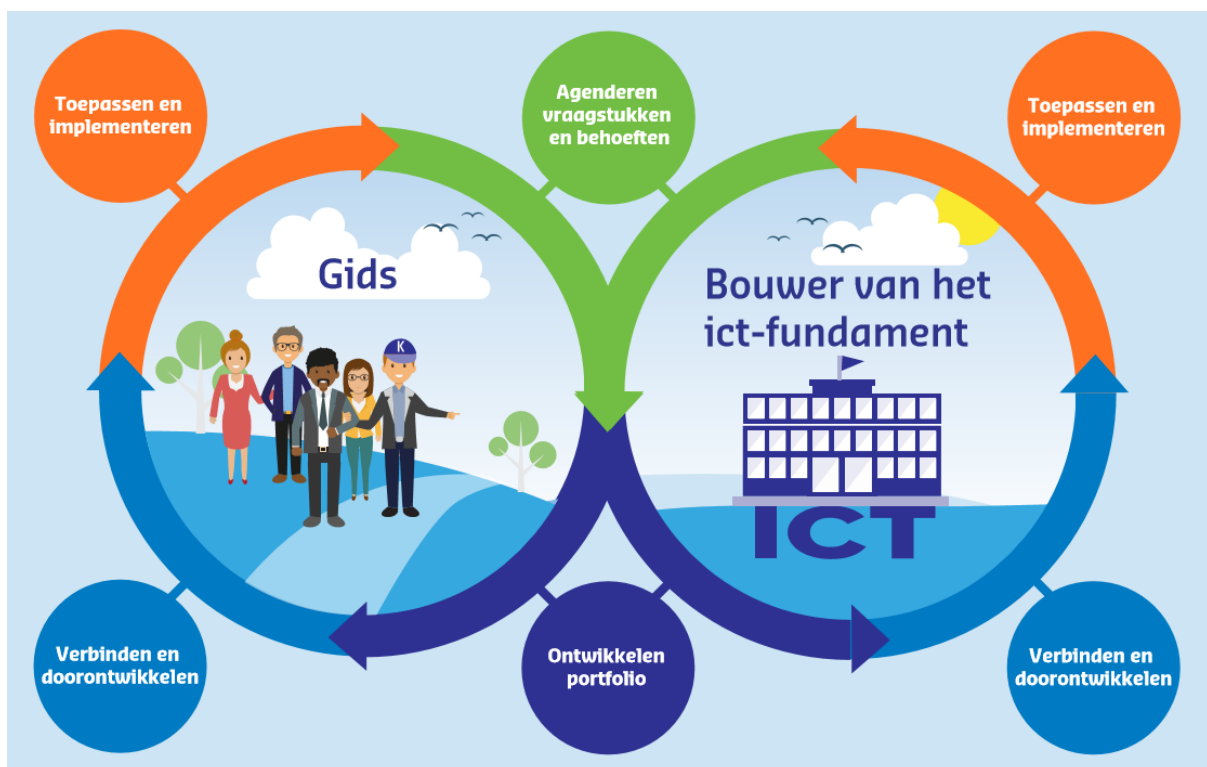 Toepassen en
implementeren
Agenderen
vraagstukken
en behoeften
Toepassen en
implementeren
Gids
Bouwer van het
ict-fundament
K
ICT
Verbinden en
doorontwikkelen
Ontwikkelen
portfolio
Verbinden en
doorontwikkelen